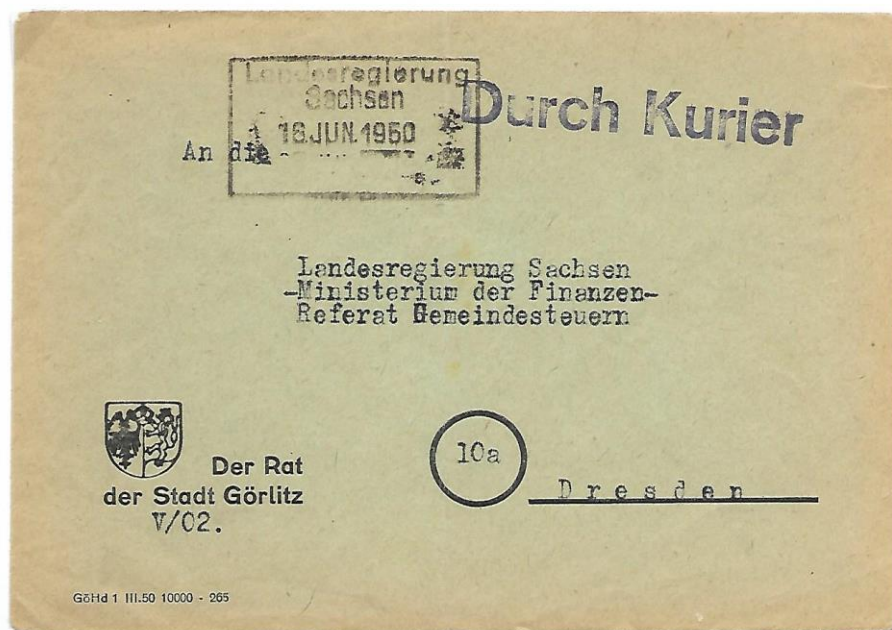 Landesregierung
Sachsen
16.JUN.1950
Durch Kurier
An die
Landesregierung Sachsen
-Ministerium der Finanzen-
Referat Gemeindesteuern
Der Rat
der Stadt Görlitz
V/02.
10a
Dresden
GöHd 1 III.50 10000 - 265